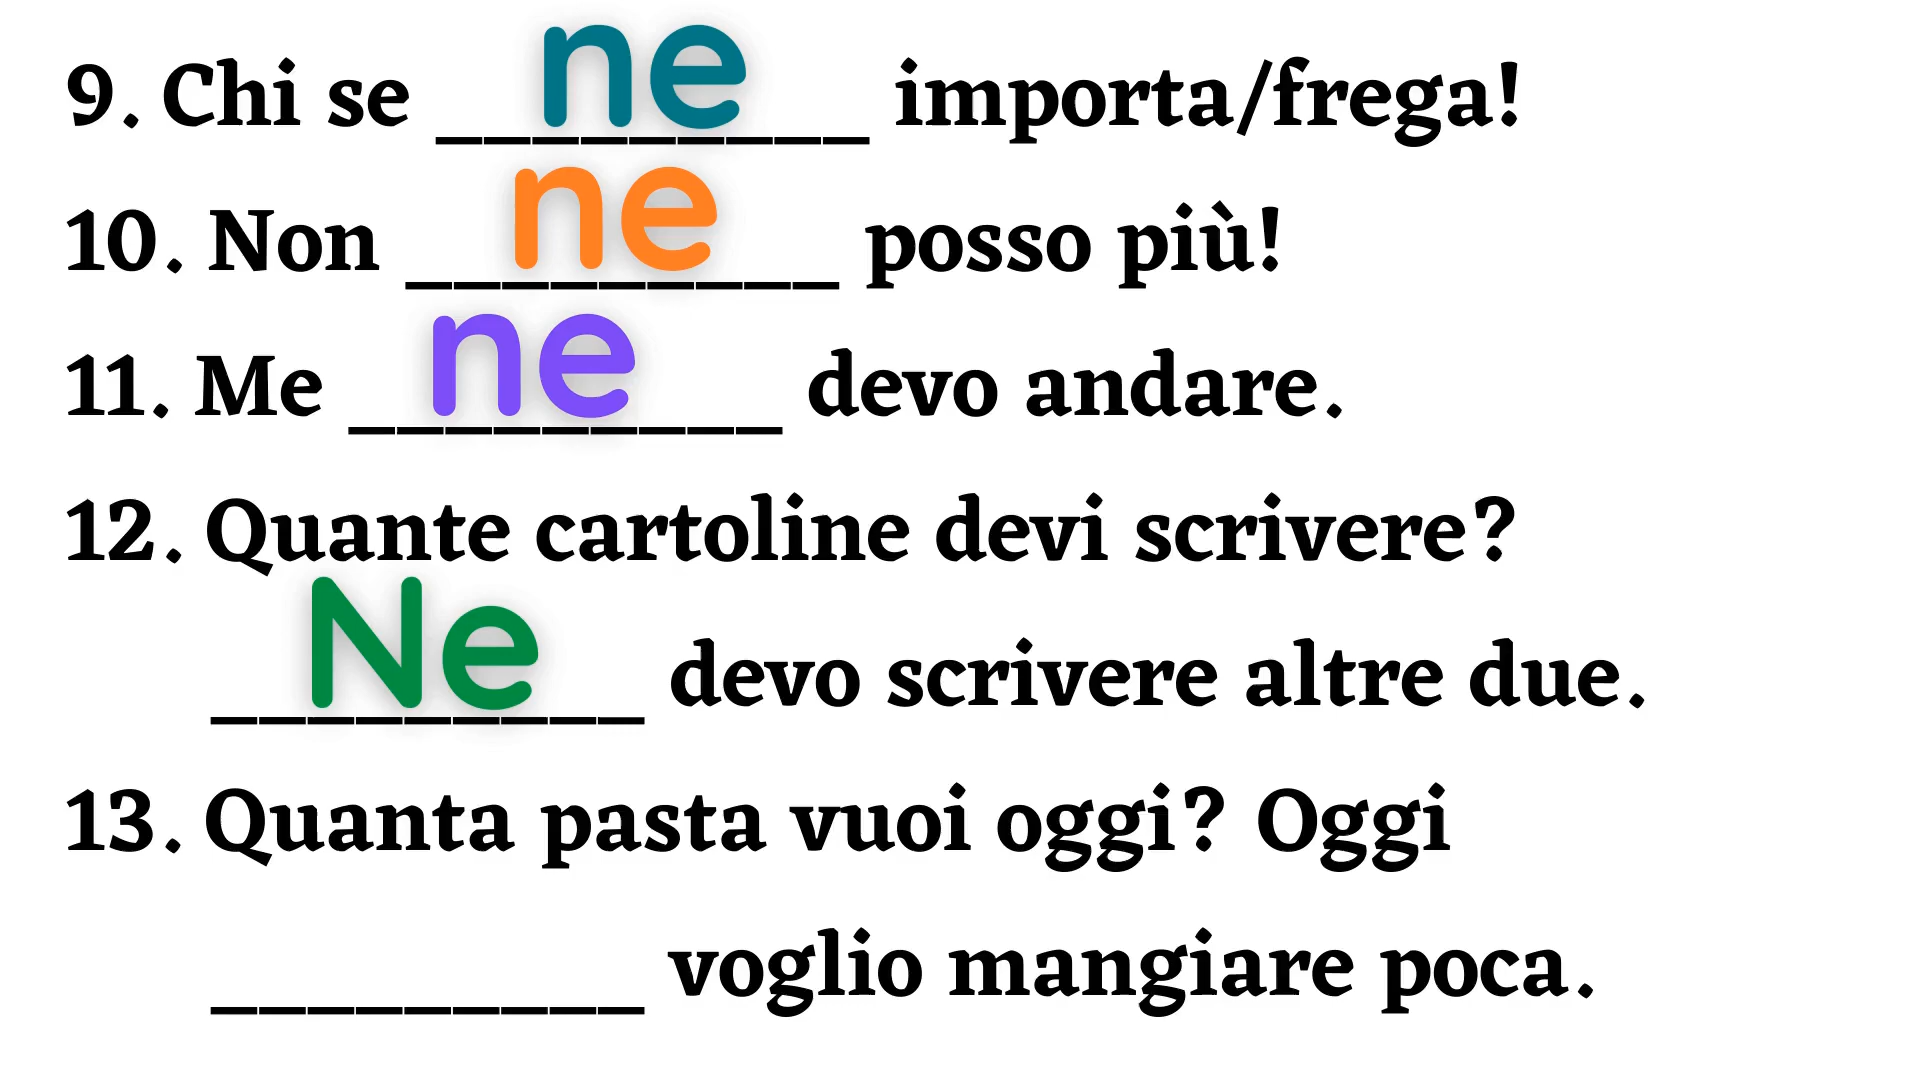 9. Chi se ne importa/frega!
10. Non ne posso più!
11. Me ne devo andare.
12. Quante cartoline devi scrivere?
Ne devo scrivere altre due.
13. Quanta pasta vuoi oggi? Oggi
_________ voglio mangiare poca.